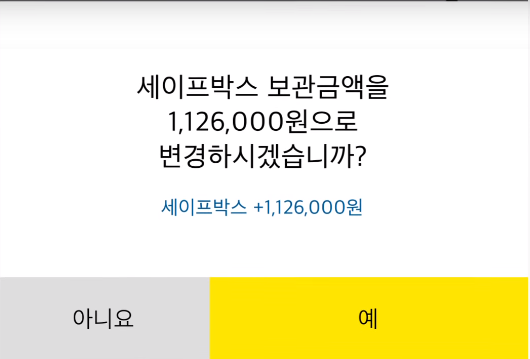 세이프박스 보관금액을
1,126,000원으로
변경하시겠습니까?
세이프박스 +1,126,000원
아니요
예